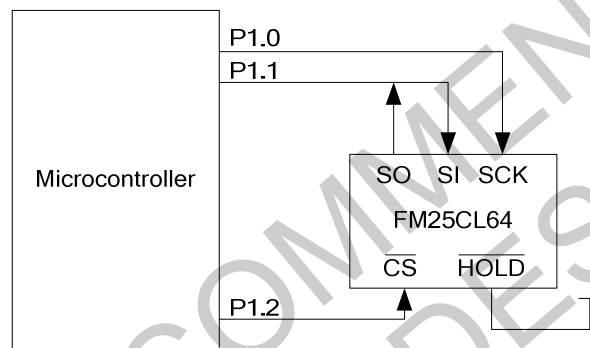 P1.0
P1.1
Microcontroller
SO SI SCK
FM25CL64
CS HOLD
P1.2